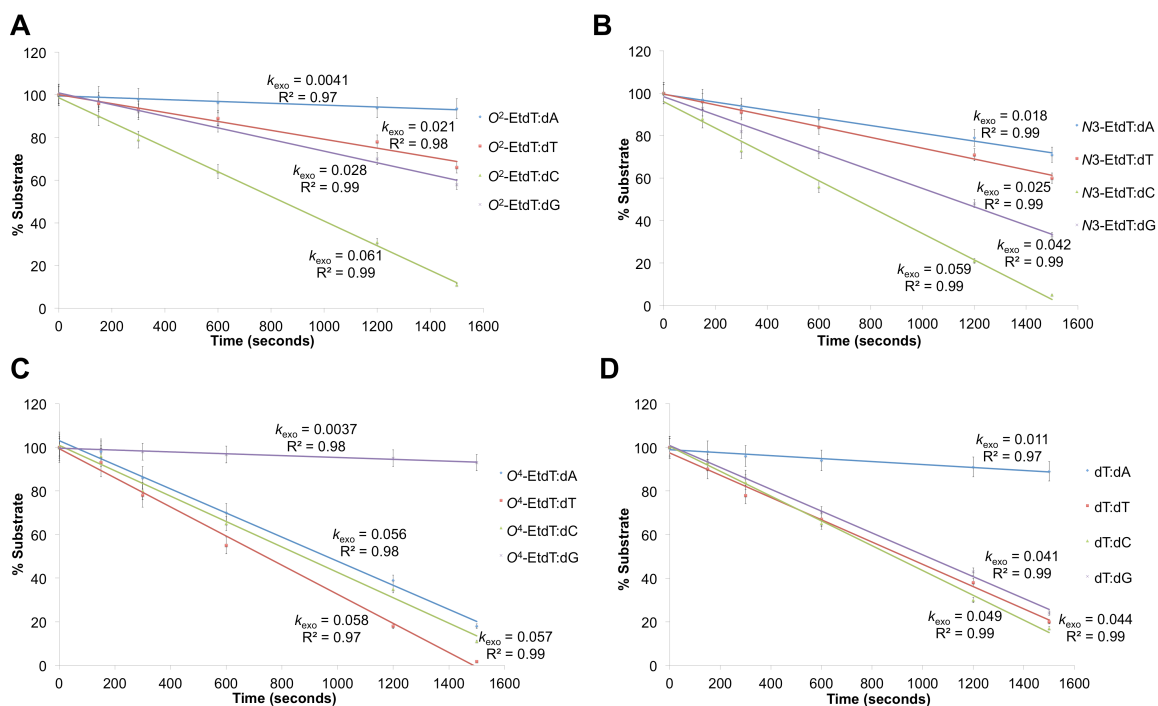 A
120
100
80
60
40
20
0
% Substrate
0 200 400 600 800 1000 1200 1400 1600
Time (seconds)
kexo = 0.0041
R² = 0.97
kexo = 0.021
R² = 0.98
kexo = 0.028
R² = 0.99
kexo = 0.061
R² = 0.99
O²-EtdT:dA
O²-EtdT:dT
O²-EtdT:dC
O²-EtdT:dG
B
120
100
80
60
40
20
0
% Substrate
0 200 400 600 800 1000 1200 1400 1600
Time (seconds)
kexo = 0.018
R² = 0.99
kexo = 0.025
R² = 0.99
kexo = 0.042
R² = 0.99
kexo = 0.059
R² = 0.99
N3-EtdT:dA
N3-EtdT:dT
N3-EtdT:dC
N3-EtdT:dG
C
120
100
80
60
40
20
0
% Substrate
0 200 400 600 800 1000 1200 1400 1600
Time (seconds)
kexo = 0.0037
R² = 0.98
kexo = 0.056
R² = 0.98
kexo = 0.058
R² = 0.97
kexo = 0.057
R² = 0.99
O⁴-EtdT:dA
O⁴-EtdT:dT
O⁴-EtdT:dC
O⁴-EtdT:dG
D
120
100
80
60
40
20
0
% Substrate
0 200 400 600 800 1000 1200 1400 1600
Time (seconds)
kexo = 0.011
R² = 0.97
kexo = 0.041
R² = 0.99
kexo = 0.049
R² = 0.99
kexo = 0.044
R² = 0.99
dT:dA
dT:dT
dT:dC
dT:dG